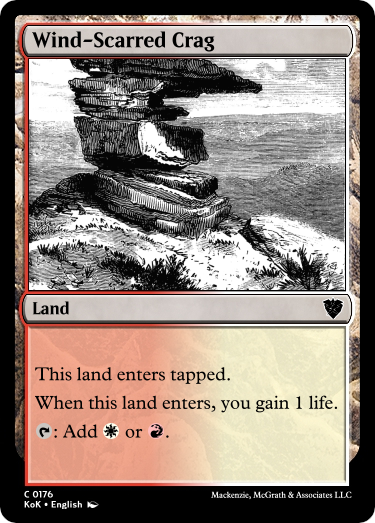 Wind-Scarred Crag
Land
This land enters tapped.
When this land enters, you gain 1 life.
: Add or .
C 0176
KoK • English
Mackenzie, McGrath & Associates LLC